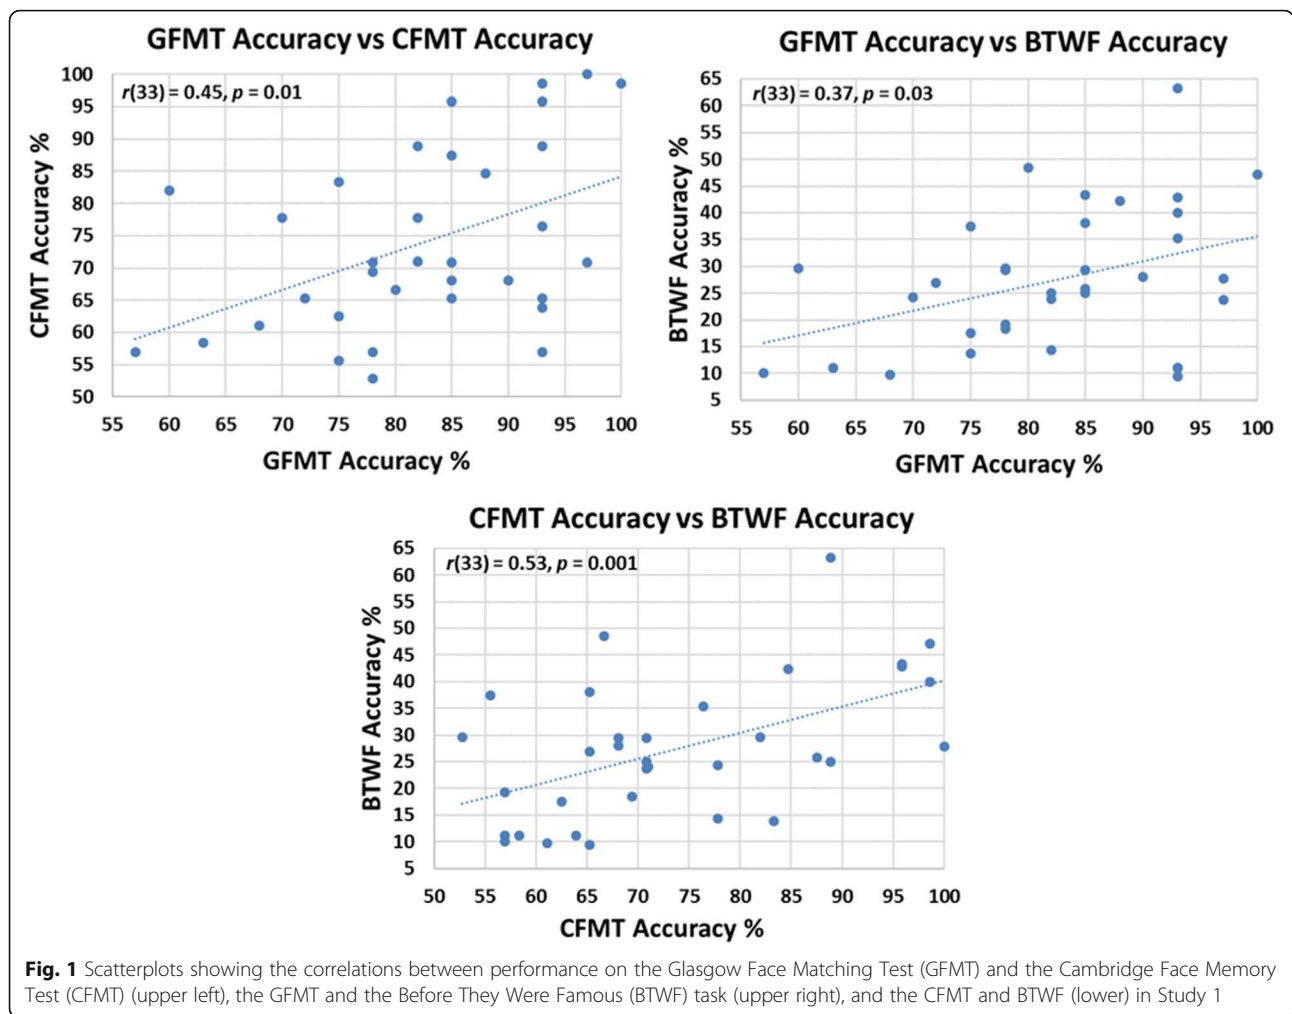 GFMT Accuracy vs CFMT Accuracy
r(33) = 0.45, p = 0.01
CFMT Accuracy %
100
95
90
85
80
75
70
65
60
55
50
55 60 65 70 75 80 85 90 95 100
GFMT Accuracy %
GFMT Accuracy vs BTWF Accuracy
r(33) = 0.37, p = 0.03
BTWF Accuracy %
65
60
55
50
45
40
35
30
25
20
15
10
5
55 60 65 70 75 80 85 90 95 100
GFMT Accuracy %
CFMT Accuracy vs BTWF Accuracy
r(33) = 0.53, p = 0.001
BTWF Accuracy %
65
60
55
50
45
40
35
30
25
20
15
10
5
50 55 60 65 70 75 80 85 90 95 100
CFMT Accuracy %
Fig. 1 Scatterplots showing the correlations between performance on the Glasgow Face Matching Test (GFMT) and the Cambridge Face Memory
Test (CFMT) (upper left), the GFMT and the Before They Were Famous (BTWF) task (upper right), and the CFMT and BTWF (lower) in Study 1